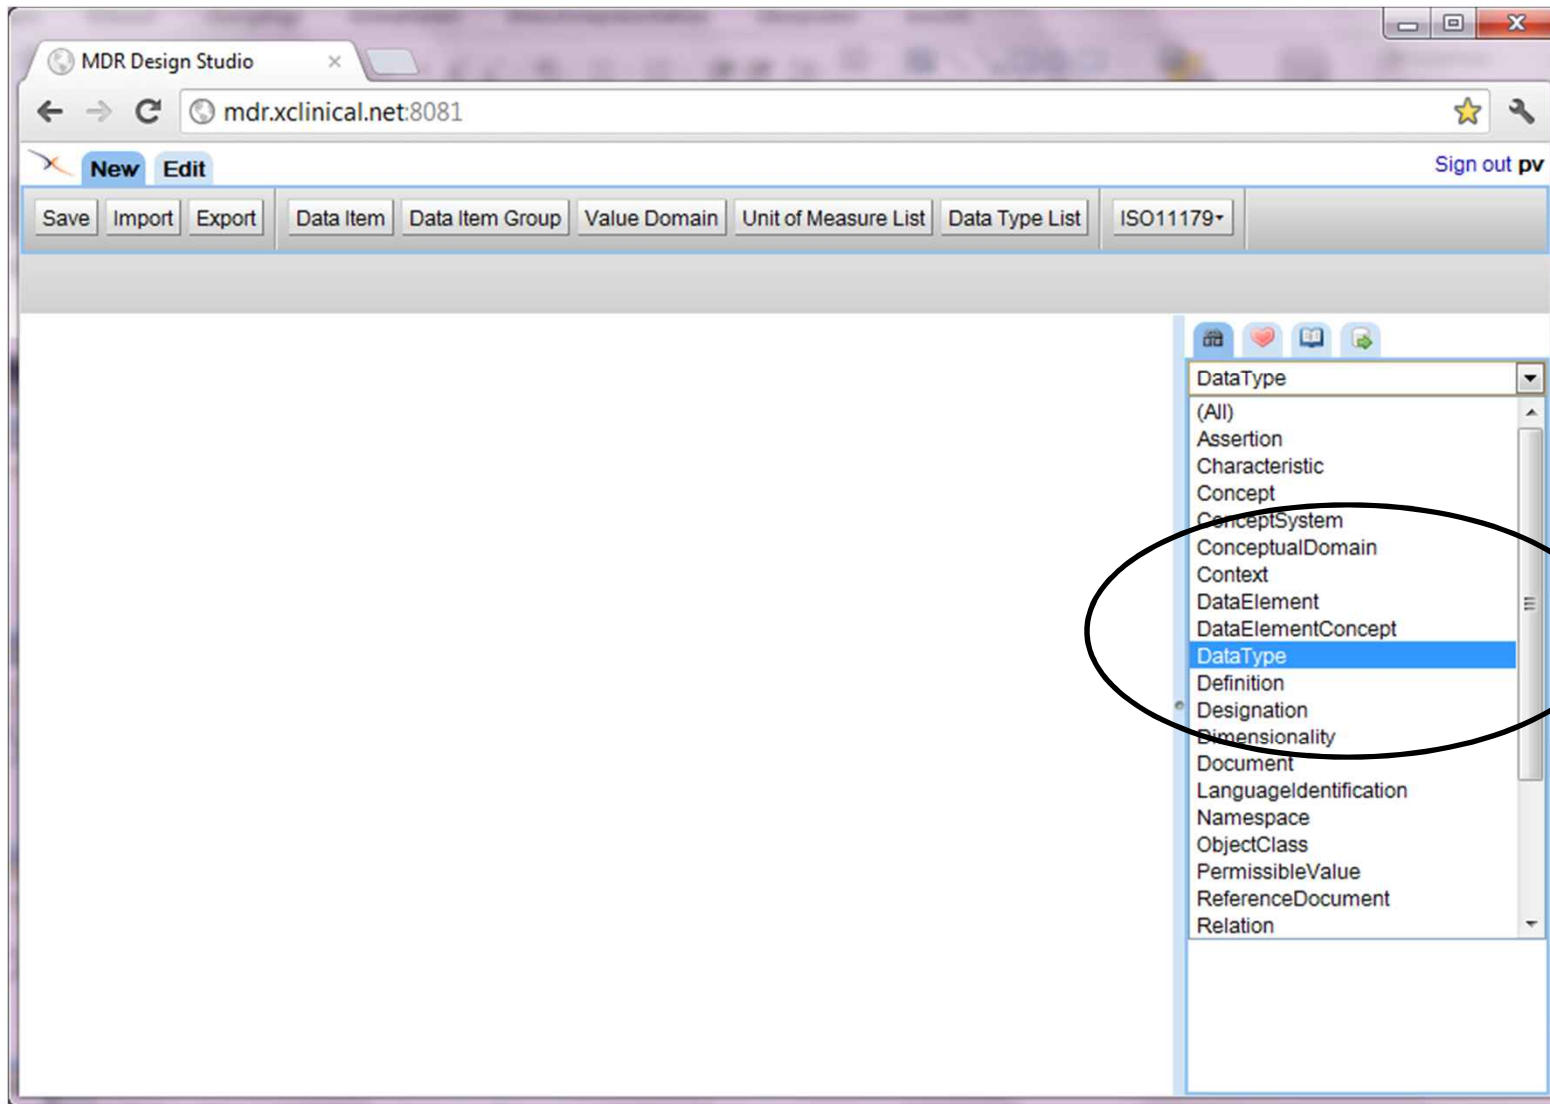 MDR Design Studio
mdr.xclinical.net:8081
New Edit Sign out pv
Save Import Export Data Item Data Item Group Value Domain Unit of Measure List Data Type List ISO11179
DataType
(All)
Assertion
Characteristic
Concept
ConceptSystem
ConceptualDomain
Context
DataElement
DataElementConcept
DataType
Definition
Designation
Dimensionality
Document
LanguageIdentification
Namespace
ObjectClass
PermissibleValue
ReferenceDocument
Relation